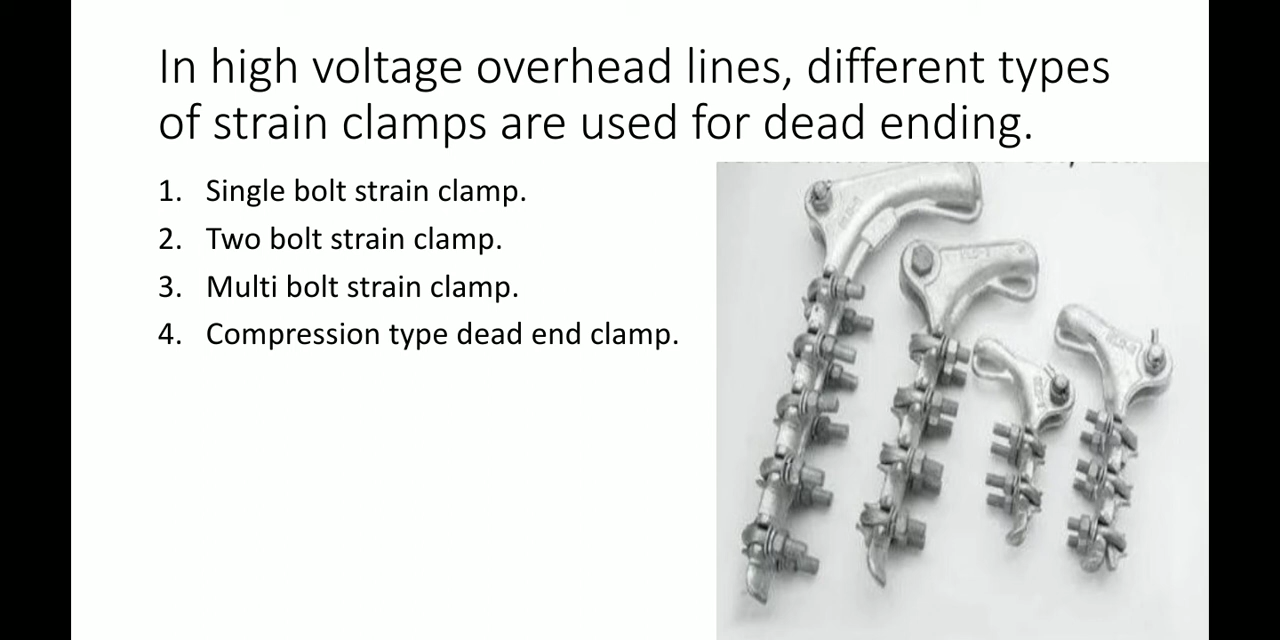 In high voltage overhead lines, different types
of strain clamps are used for dead ending.
1. Single bolt strain clamp.
2. Two bolt strain clamp.
3. Multi bolt strain clamp.
4. Compression type dead end clamp.